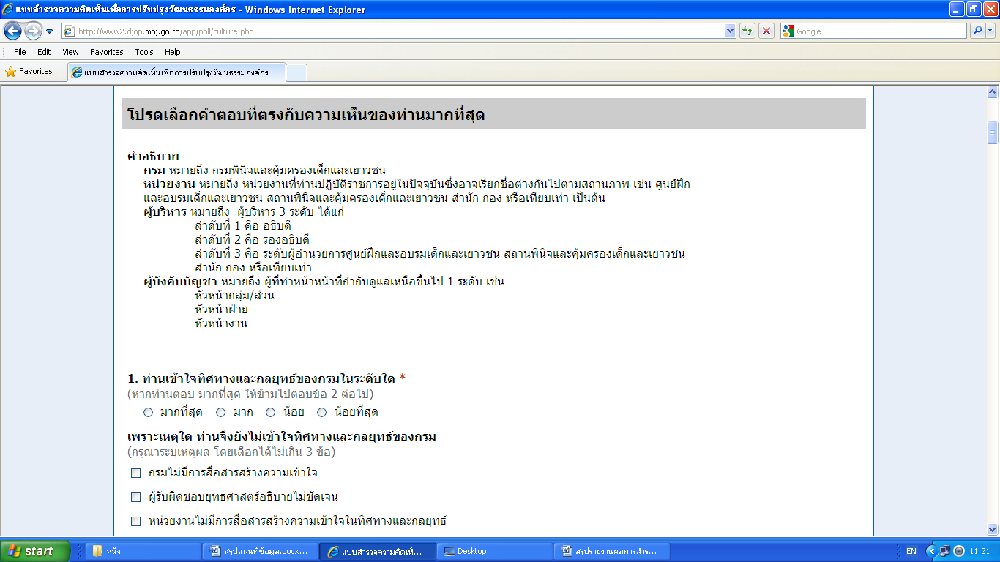 แบบสำรวจความคิดเห็นเพื่อการปรับปรุงวัฒนธรรมองค์กร - Windows Internet Explorer
http://www2.djop.moj.go.th/app/poll/culture.php
Google
File Edit View Favorites Tools Help
Favorites
แบบสำรวจความคิดเห็นเพื่อการปรับปรุงวัฒนธรรมองค์กร
โปรดเลือกคำตอบที่ตรงกับความเห็นของท่านมากที่สุด
คำอธิบาย
กรม หมายถึง กรมพินิจและคุ้มครองเด็กและเยาวชน
หน่วยงาน หมายถึง หน่วยงานที่ท่านปฏิบัติราชการอยู่ในปัจจุบันซึ่งอาจเรียกชื่อต่างกันไปตามสถานภาพ เช่น ศูนย์ฝึก
และอบรมเด็กและเยาวชน สถานพินิจและคุ้มครองเด็กและเยาวชน สำนัก กอง หรือเทียบเท่า เป็นต้น
ผู้บริหาร หมายถึง ผู้บริหาร 3 ระดับ ได้แก่
ลำดับที่ 1 คือ อธิบดี
ลำดับที่ 2 คือ รองอธิบดี
ลำดับที่ 3 คือ ระดับผู้อำนวยการศูนย์ฝึกและอบรมเด็กและเยาวชน สถานพินิจและคุ้มครองเด็กและเยาวชน
สำนัก กอง หรือเทียบเท่า
ผู้บังคับบัญชา หมายถึง ผู้ที่ทำหน้าหน้าที่กำกับดูแลเหนือขึ้นไป 1 ระดับ เช่น
หัวหน้ากลุ่ม/ส่วน
หัวหน้าฝ่าย
หัวหน้างาน
1. ท่านเข้าใจทิศทางและกลยุทธ์ของกรมในระดับใด *
(หากท่านตอบ มากที่สุด ให้ข้ามไปตอบข้อ 2 ต่อไป)
มากที่สุด มาก น้อย น้อยที่สุด
เพราะเหตุใด ท่านจึงยังไม่เข้าใจทิศทางและกลยุทธ์ของกรม
(กรุณาระบุเหตุผล โดยเลือกได้ไม่เกิน 3 ข้อ)
กรมไม่มีการสื่อสารสร้างความเข้าใจ
ผู้รับผิดชอบยุทธศาสตร์อธิบายไม่ชัดเจน
หน่วยงานไม่มีการสื่อสารสร้างความเข้าใจในทิศทางและกลยุทธ์
start หนึ่ง สรุปแผนที่ข้อมูล.docx... แบบสำรวจความคิดเห็... Desktop สรุปรายงานผลการสำร... EN 11:21